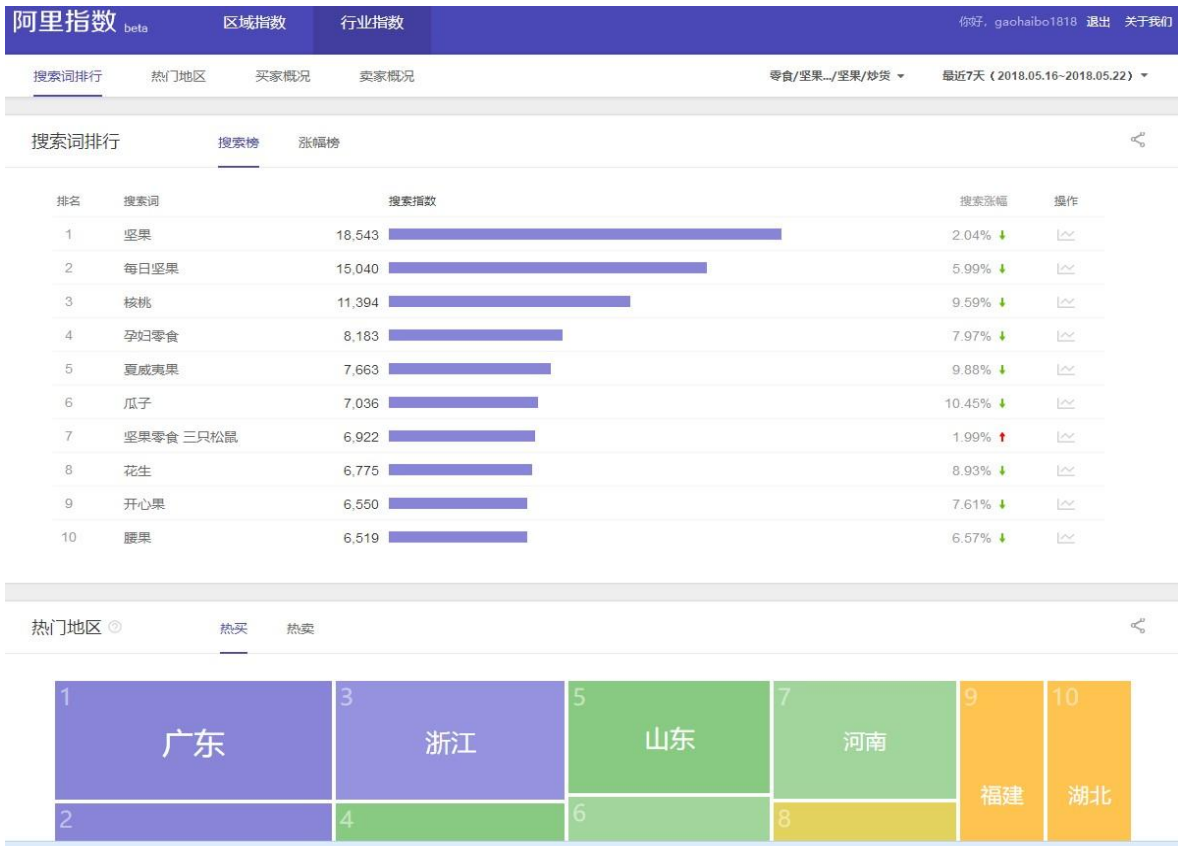 阿里指数 beta 区域指数 行业指数 你好, gaohaibo1818 退出 关于我们
搜索词排行 热门地区 买家概况 卖家概况 零食/坚果.../坚果/炒货 最近7天 ( 2018.05.16~2018.05.22 )
搜索词排行 搜索榜 涨幅榜
排名 搜索词 搜索指数 搜索涨幅 操作
1 坚果 18,543 2.04%
2 每日坚果 15,040 5.99%
3 核桃 11,394 9.59%
4 孕妇零食 8,183 7.97%
5 夏威夷果 7,663 9.88%
6 瓜子 7,036 10.45%
7 坚果零食 三只松鼠 6,922 1.99%
8 花生 6,775 8.93%
9 开心果 6,550 7.61%
10 腰果 6,519 6.57%
热门地区 热买 热卖
1 3 5 7 9 10
广东 浙江 山东 河南
福建 湖北
2 4 6 8